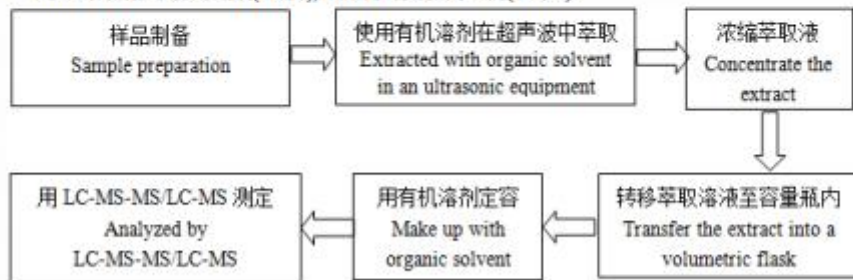 样品制备
Sample preparation
使用有机溶剂在超声波中萃取
Extracted with organic solvent
in an ultrasonic equipment
浓缩萃取液
Concentrate the
extract
转移萃取溶液至容量瓶内
Transfer the extract into a
volumetric flask
用有机溶剂定容
Make up with
organic solvent
用 LC-MS-MS/LC-MS 测定
Analyzed by
LC-MS-MS/LC-MS